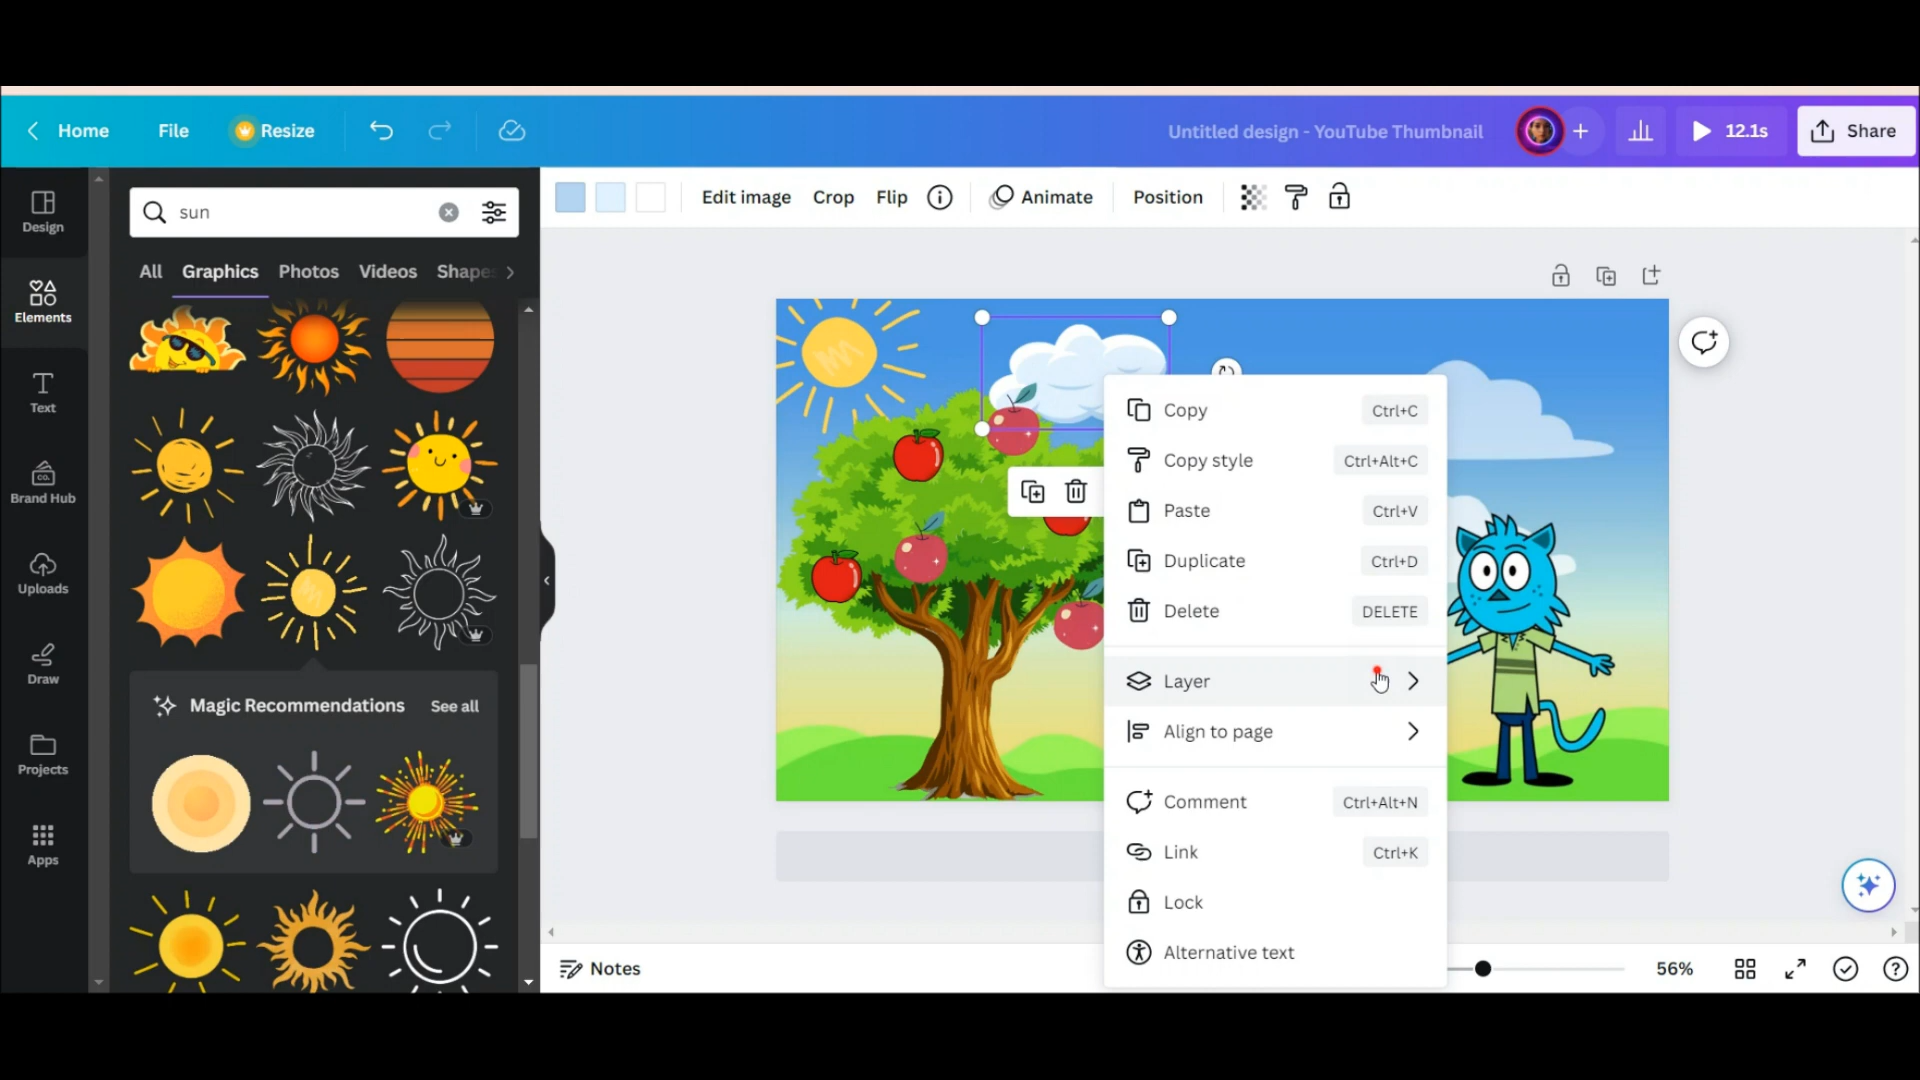 Home
File
Resize
Untitled design - YouTube Thumbnail
12.1s
Share
Design
Elements
Text
Brand Hub
CO.
Uploads
Draw
Projects
Apps
sun
All
Graphics
Photos
Videos
Shapes
Magic Recommendations
See all
Edit image
Crop
Flip
Animate
Position
Copy Ctrl+C
Copy style Ctrl+Alt+C
Paste Ctrl+V
Duplicate Ctrl+D
Delete DELETE
Layer
Align to page
Comment Ctrl+Alt+N
Link Ctrl+K
Lock
Alternative text
Notes
56%